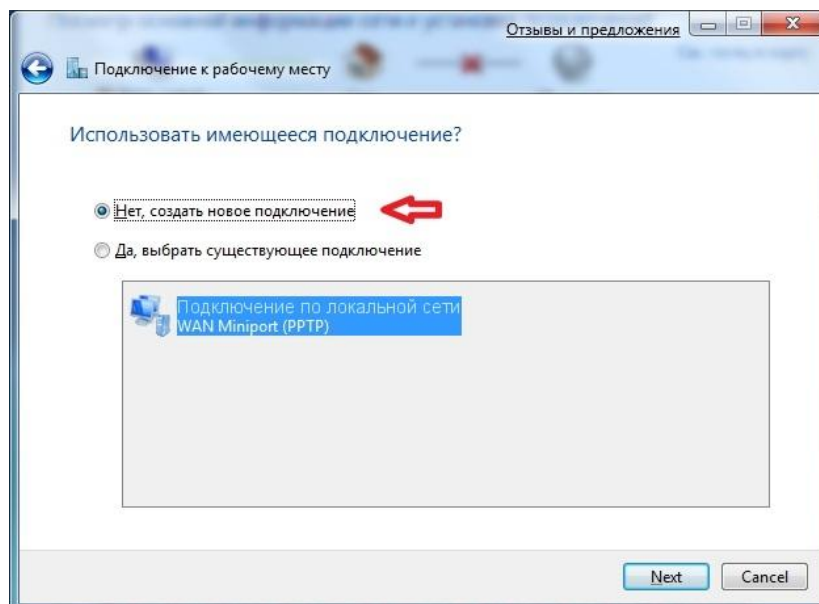 Отзывы и предложения
Подключение к рабочему месту
Использовать имеющееся подключение?
Нет, создать новое подключение
Да, выбрать существующее подключение
Подключение по локальной сети
WAN Miniport (PPTP)
Next Cancel